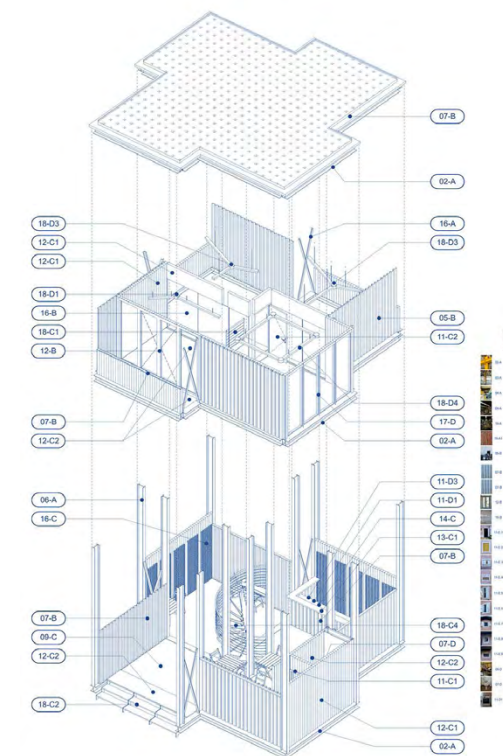 07-B
02-A
18-D3
16-A
12-C1
18-D3
12-C1
18-D1
16-B
05-B
18-C1
11-C2
12-B
07-B
18-D4
17-D
12-C2
02-A
11-D3
06-A
11-D1
16-C
14-C
13-C1
07-B
07-B
18-C4
09-C
07-D
12-C2
12-C2
11-C1
18-C2
12-C1
02-A